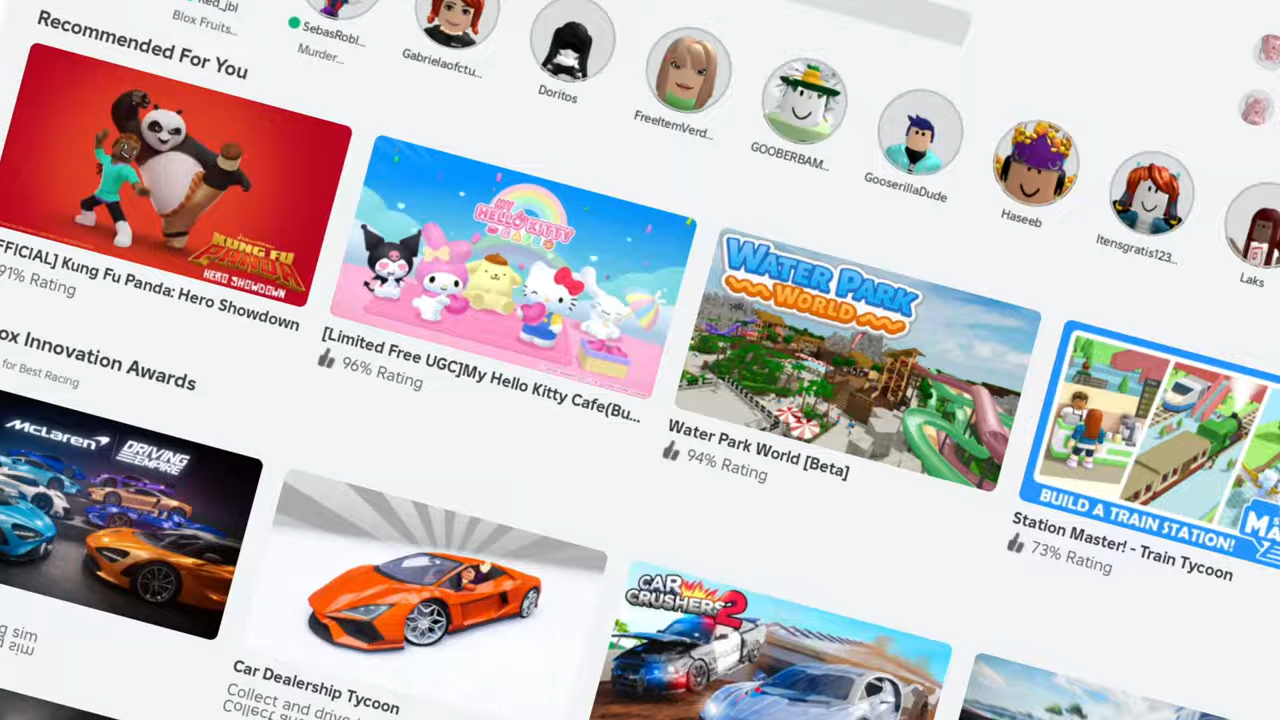 Red_jbl
Blox Fruits...
SebasRobl...
Murder...
Gabrielaofctu...
Doritos
FreeItemVerd...
GOOBERBAM...
GooserillaDude
Haseeb
Itensgratis123...
Laks
Recommended For You
KUNG FU
PANDA
HERO SHOWDOWN
FFICIAL] Kung Fu Panda: Hero Showdown
91% Rating
MY
HELLO KITTY
CAFE
[Limited Free UGC]My Hello Kitty Cafe(Bu...
96% Rating
WATER PARK
WORLD
Water Park World [Beta]
94% Rating
BUILD A TRAIN STATION!
Station Master! - Train Tycoon
73% Rating
ox Innovation Awards
for Best Racing
McLaren
DRIVING
EMPIRE
g sim
Car Dealership Tycoon
Collect and drive
CAR
CRUSHERS 2